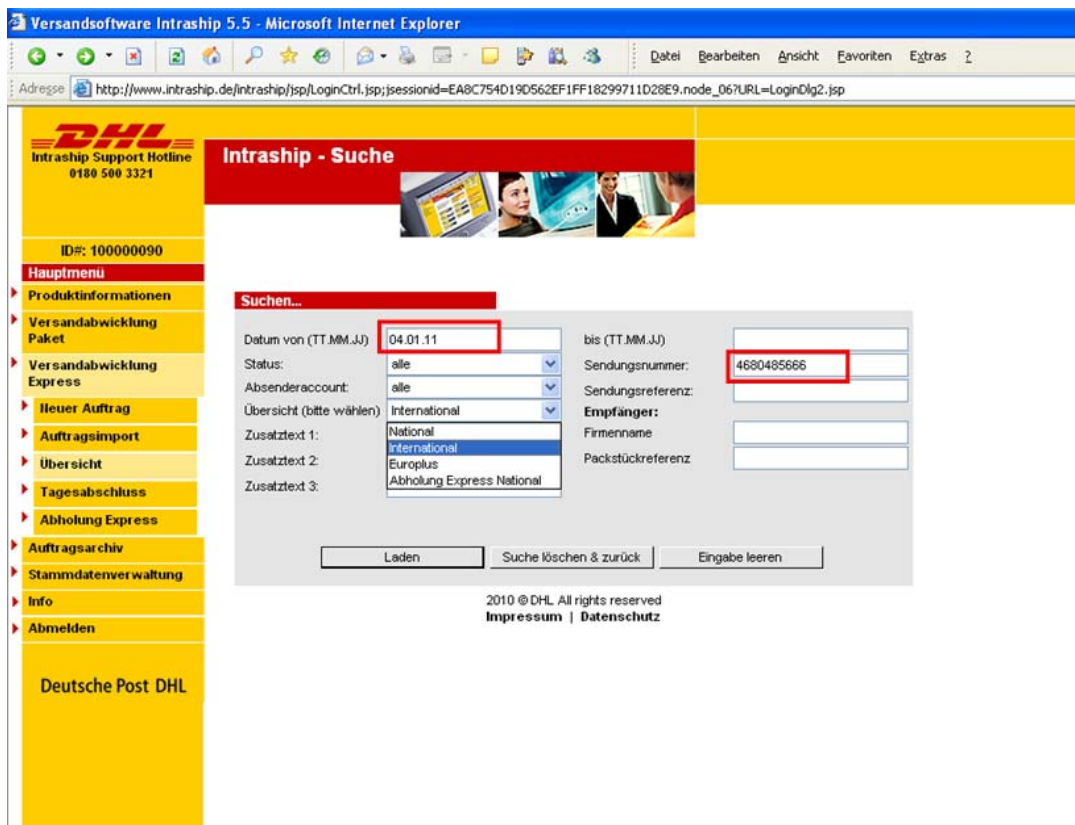 Versandsoftware Intraship 5.5 - Microsoft Internet Explorer
Datei Bearbeiten Ansicht Favoriten Extras ?
Adresse http://www.intraship.de/intraship/jsp/LoginCtrl.jsp;jsessionid=EA8C754D19D562EF1FF18299711D28E9.node_06?URL=LoginDlg2.jsp
DHL
Intraship Support Hotline
0180 500 3321
Intraship - Suche
ID#: 100000090
Hauptmenü
Produktinformationen
Versandabwicklung
Paket
Versandabwicklung
Express
Neuer Auftrag
Auftragsimport
Übersicht
Tagesabschluss
Abholung Express
Auftragsarchiv
Stammdatenverwaltung
Info
Abmelden
Deutsche Post DHL
Suchen...
Datum von (TT.MM.JJ) 04.01.11 bis (TT.MM.JJ)
Status: alle Sendungsnummer: 4680485666
Absenderaccount: alle Sendungsreferenz:
Übersicht (bitte wählen) International Empfänger:
Zusatztext 1: National Firmenname
International
Zusatztext 2: Europlus Packstückreferenz
Abholung Express National
Zusatztext 3:
Laden Suche löschen & zurück Eingabe leeren
2010 © DHL. All rights reserved
Impressum | Datenschutz